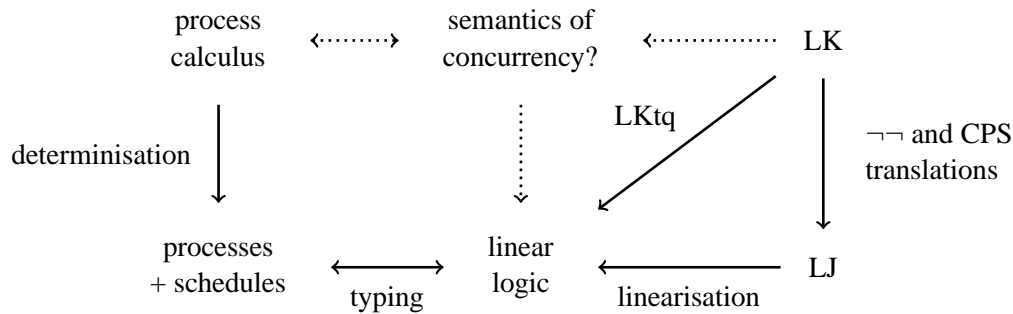 process
calculus
semantics of
concurrency?
LK
LKtq
¬¬ and CPS
translations
determinisation
processes
+ schedules
typing
linear
logic
linearisation
LJ